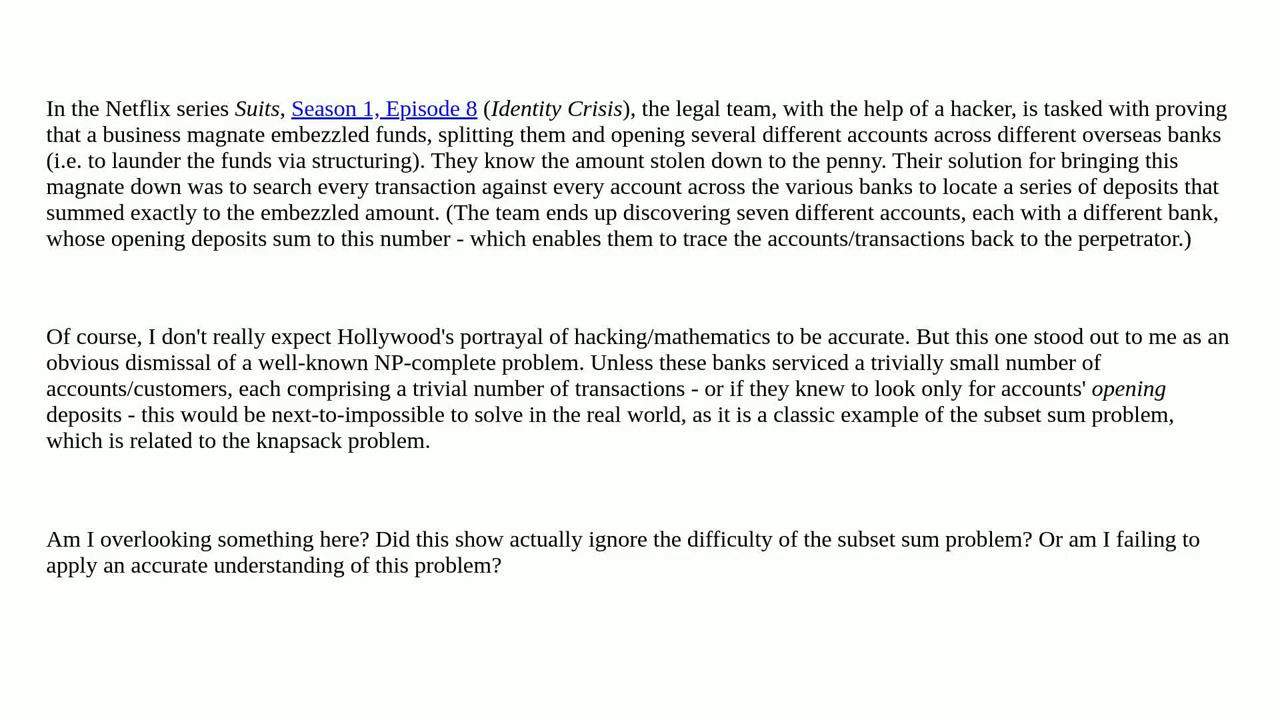 In the Netflix series Suits, Season 1, Episode 8 (Identity Crisis), the legal team, with the help of a hacker, is tasked with proving
that a business magnate embezzled funds, splitting them and opening several different accounts across different overseas banks
(i.e. to launder the funds via structuring). They know the amount stolen down to the penny. Their solution for bringing this
magnate down was to search every transaction against every account across the various banks to locate a series of deposits that
summed exactly to the embezzled amount. (The team ends up discovering seven different accounts, each with a different bank,
whose opening deposits sum to this number - which enables them to trace the accounts/transactions back to the perpetrator.)
Of course, I don't really expect Hollywood's portrayal of hacking/mathematics to be accurate. But this one stood out to me as an
obvious dismissal of a well-known NP-complete problem. Unless these banks serviced a trivially small number of
accounts/customers, each comprising a trivial number of transactions - or if they knew to look only for accounts' opening
deposits - this would be next-to-impossible to solve in the real world, as it is a classic example of the subset sum problem,
which is related to the knapsack problem.
Am I overlooking something here? Did this show actually ignore the difficulty of the subset sum problem? Or am I failing to
apply an accurate understanding of this problem?